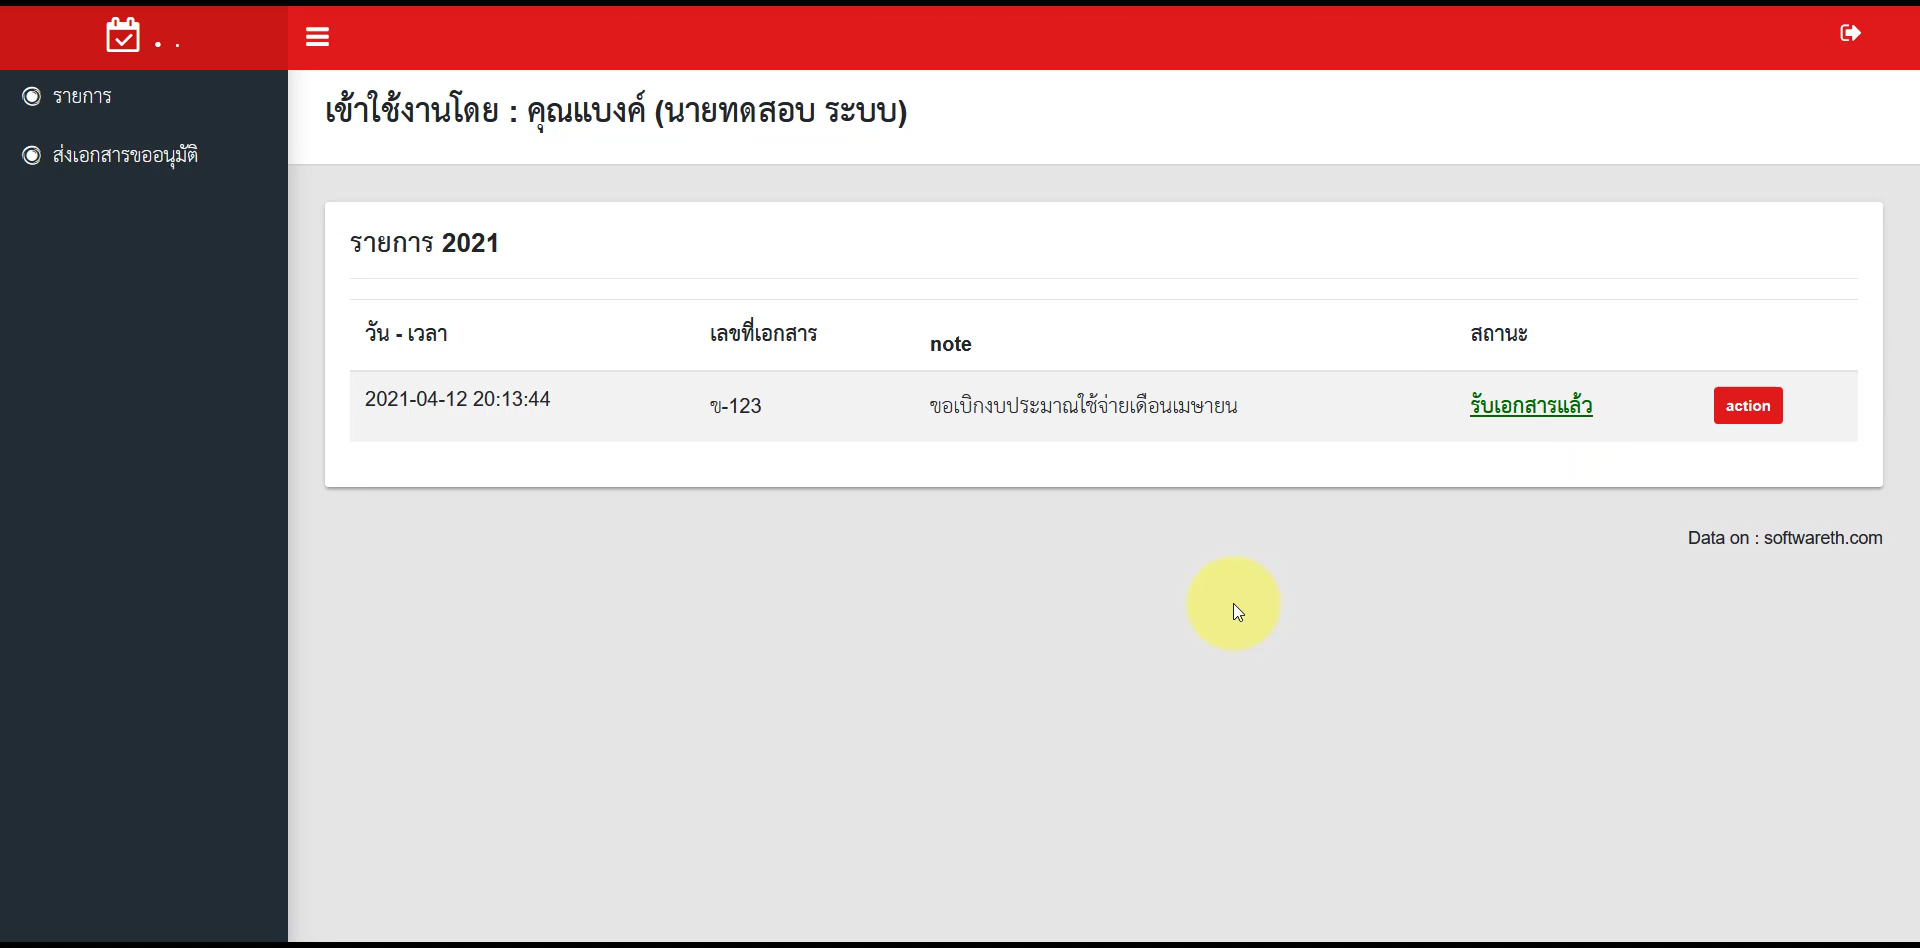 รายการ
ส่งเอกสารขออนุมัติ
เข้าใช้งานโดย : คุณแบงค์ (นายทดสอบ ระบบ)
รายการ 2021
วัน - เวลา เลขที่เอกสาร note สถานะ
2021-04-12 20:13:44 ข-123 ขอเบิกงบประมาณใช้จ่ายเดือนเมษายน รับเอกสารแล้ว action
Data on : softwareth.com